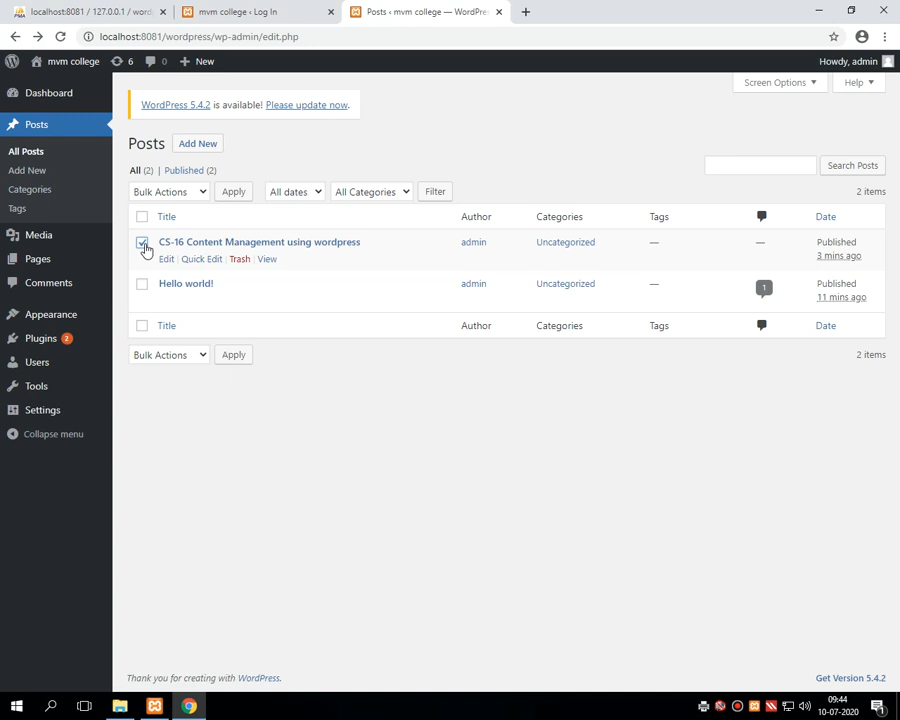 localhost:8081 / 127.0.0.1 / word
mvm college ‹ Log In
Posts ‹ mvm college — WordPres
localhost:8081/wordpress/wp-admin/edit.php
mvm college 6 0 New
Howdy, admin
Dashboard
Posts
All Posts
Add New
Categories
Tags
Media
Pages
Comments
Appearance
Plugins 2
Users
Tools
Settings
Collapse menu
Screen Options
Help
WordPress 5.4.2 is available! Please update now.
Posts Add New
All (2) | Published (2)
Search Posts
Bulk Actions Apply All dates All Categories Filter
2 items
Title Author Categories Tags Date
CS-16 Content Management using wordpress admin Uncategorized — — Published
Edit | Quick Edit | Trash | View 3 mins ago
Hello world! admin Uncategorized — 1 Published
11 mins ago
Title Author Categories Tags Date
Bulk Actions Apply
2 items
Thank you for creating with WordPress.
Get Version 5.4.2
09:44
10-07-2020
1